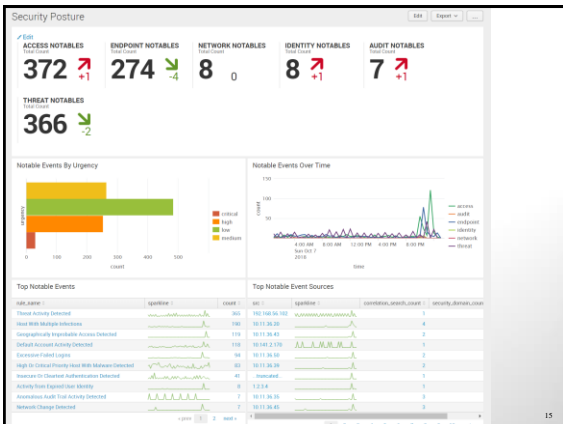 Security Posture
Edit
Export
...
Edit
ACCESS NOTABLES
Total Count
372
+1
ENDPOINT NOTABLES
Total Count
274
-4
NETWORK NOTABLES
Total Count
8
0
IDENTITY NOTABLES
Total Count
8
+1
AUDIT NOTABLES
Total Count
7
+1
THREAT NOTABLES
Total Count
366
-2
Notable Events By Urgency
urgency
0 100 200 300 400 500
count
critical
high
low
medium
Notable Events Over Time
count
150
100
50
4:00 AM 8:00 AM 12:00 PM 4:00 PM 8:00 PM
Sun Oct 7
2018
time
access
audit
endpoint
identity
network
threat
Top Notable Events
rule_name sparkline count
Threat Activity Detected 365
Host With Multiple Infections
Geographically Improbable Access Detected
Default Account Activity Detected
Excessive Failed Logins
High Or Critical Priority Host With Malware Detected
Insecure Or Cleartext Authentication Detected 41
Activity from Expired User Identity
Anomalous Audit Trail Activity Detected 7
Network Change Detected 7
« prev 1 2 next »
Top Notable Event Sources
src sparkline correlation_search_count security_domain_coun
192.168.56.102 1
10.11.36.20 4
10.11.36.43 2
10.141.2.170 1
10.11.36.50 2
10.11.36.39 2
truncated 1
1.2.3.4 1
10.11.36.35 3
10.11.36.45 3
15